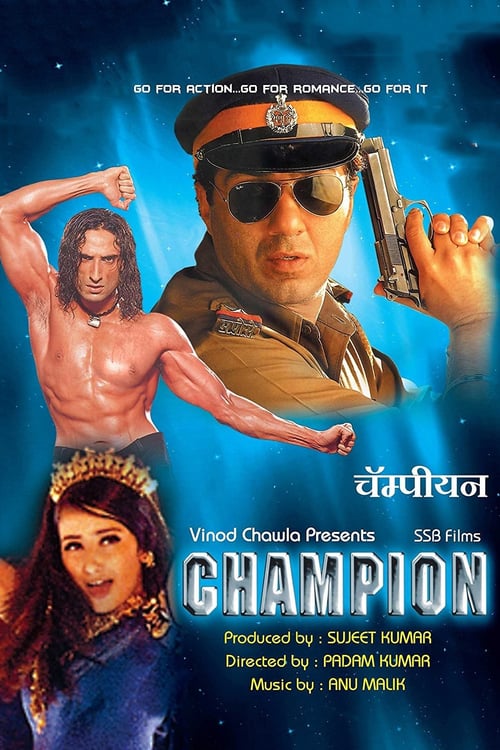 GO FOR ACTION...GO FOR ROMANCE...GO FOR IT
चॅम्पीयन
Vinod Chawla Presents SSB Films
CHAMPION
Produced by : SUJEET KUMAR
Directed by : PADAM KUMAR
Music by : ANU MALIK